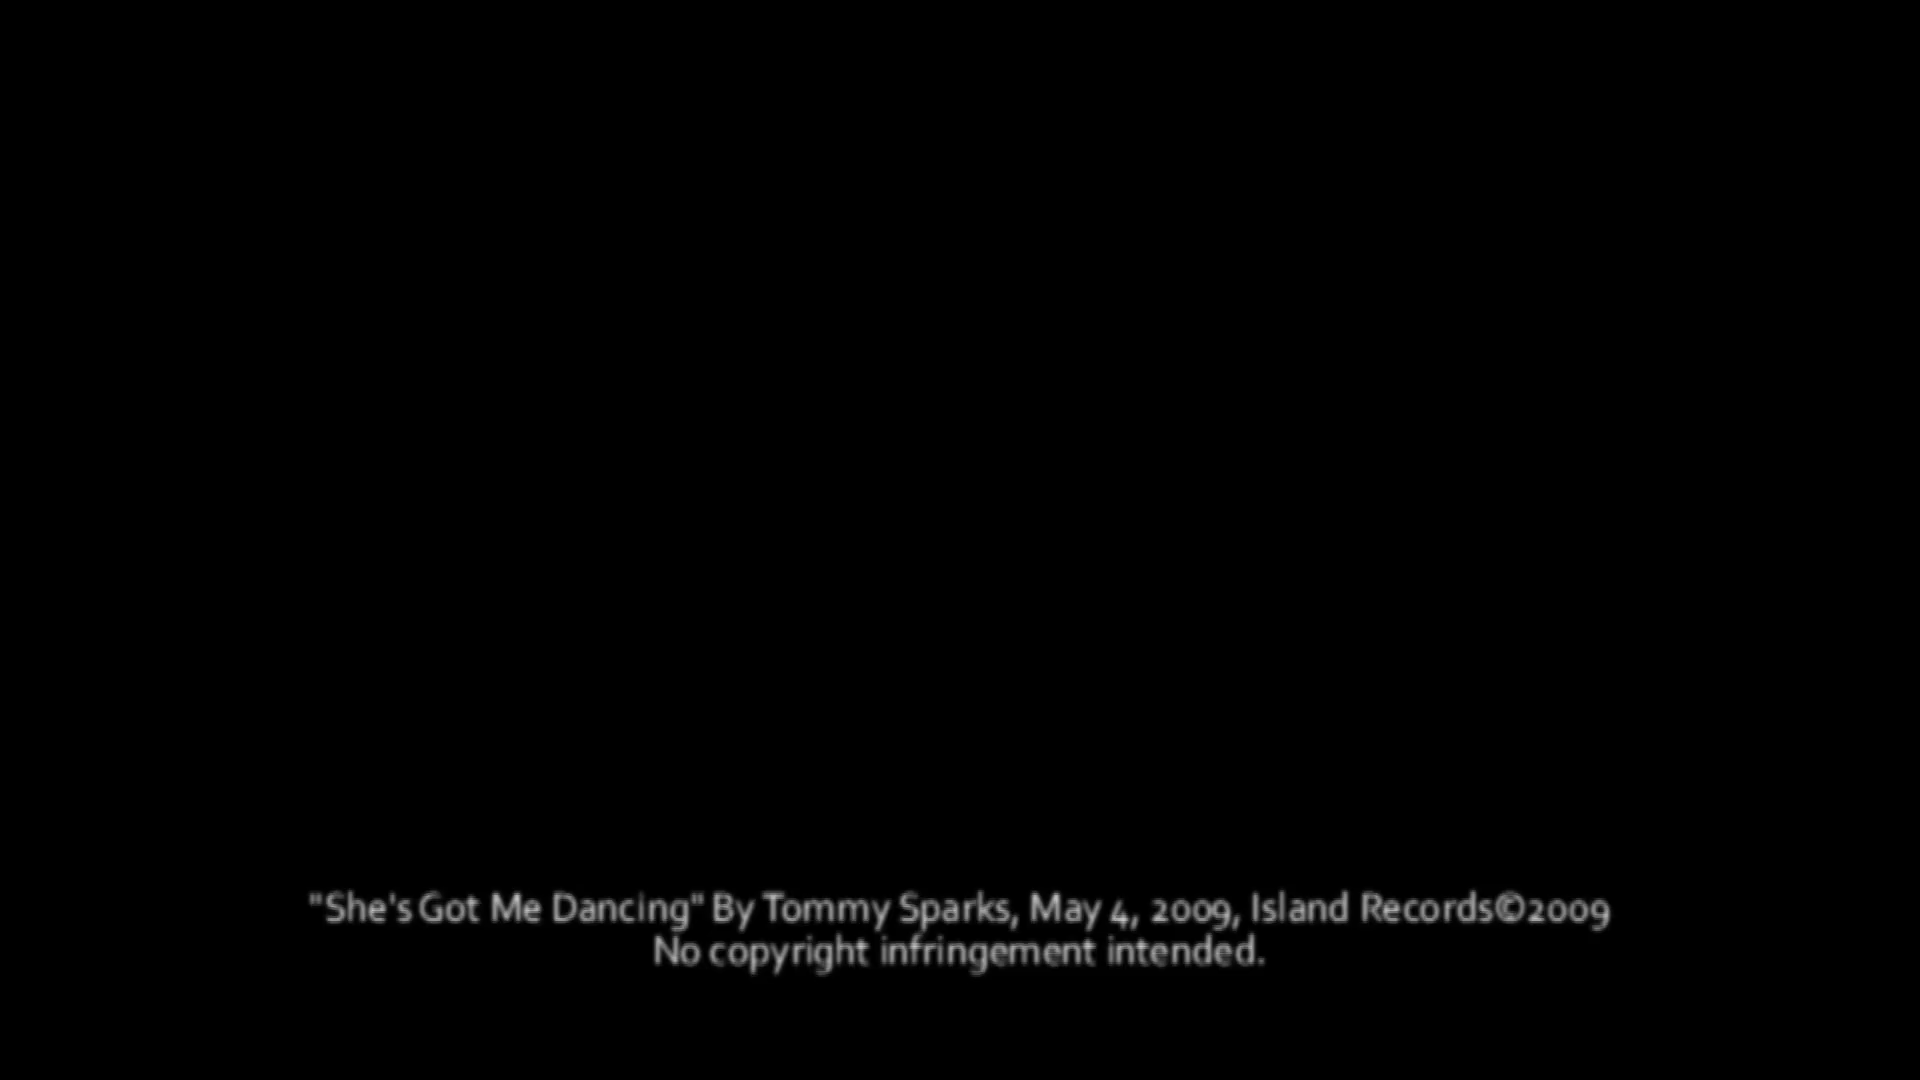 "She's Got Me Dancing" By Tommy Sparks, May 4, 2009, Island Records©2009
No copyright infringement intended.